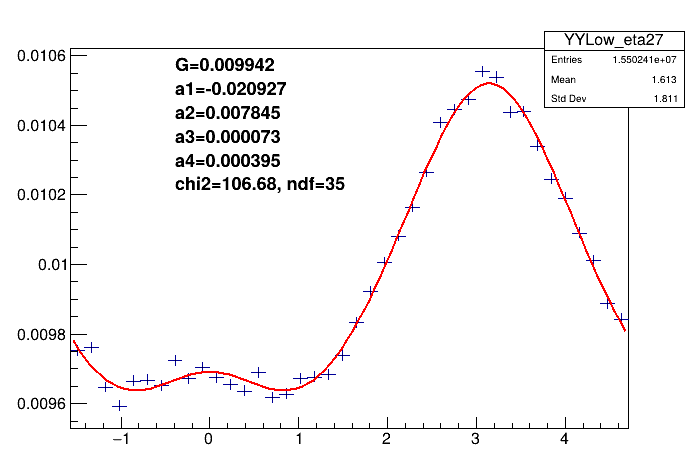 YYLow_eta27
Entries 1.550241e+07
Mean 1.613
Std Dev 1.811
G=0.009942
a1=-0.020927
a2=0.007845
a3=0.000073
a4=0.000395
chi2=106.68, ndf=35
0.0106
0.0104
0.0102
0.01
0.0098
0.0096
−1 0 1 2 3 4